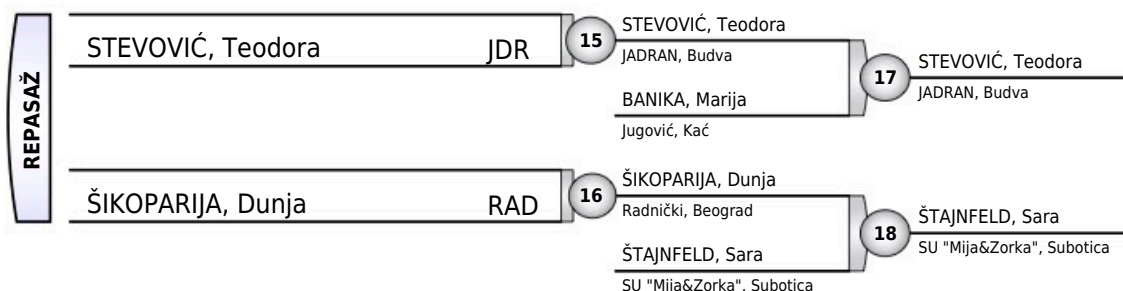 REPASAŽ
STEVOVIĆ, Teodora JDR
15
STEVOVIĆ, Teodora
JADRAN, Budva
BANIKA, Marija
Jugović, Kać
17
STEVOVIĆ, Teodora
JADRAN, Budva
ŠIKOPARIJA, Dunja RAD
16
ŠIKOPARIJA, Dunja
Radnički, Beograd
ŠTAJNFELD, Sara
SU "Mija&Zorka", Subotica
18
ŠTAJNFELD, Sara
SU "Mija&Zorka", Subotica